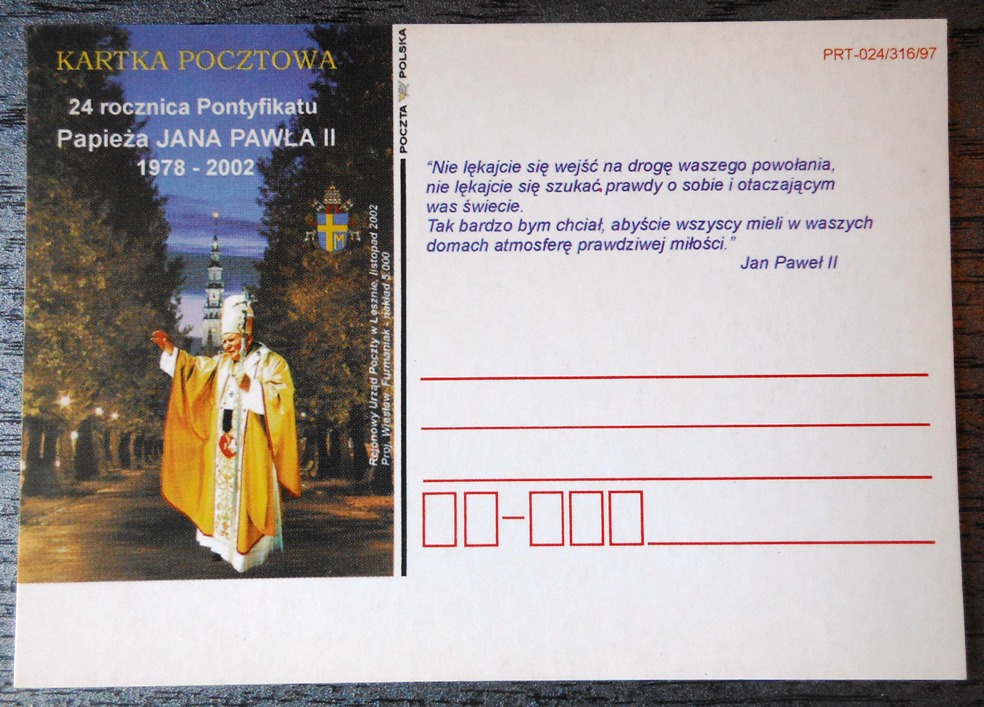 KARTKA POCZTOWA
24 rocznica Pontyfikatu
Papieża JANA PAWŁA II
1978 - 2002
Rejonowy Urząd Poczty w Lesznie, listopad 2002
Proj. Wiesław Furmaniak - nakład 5 000
POCZTA POLSKA
PRT-024/316/97
“Nie lękajcie się wejść na drogę waszego powołania,
nie lękajcie się szukać prawdy o sobie i otaczającym
was świecie.
Tak bardzo bym chciał, abyście wszyscy mieli w waszych
domach atmosferę prawdziwej miłości.”
Jan Paweł II
M